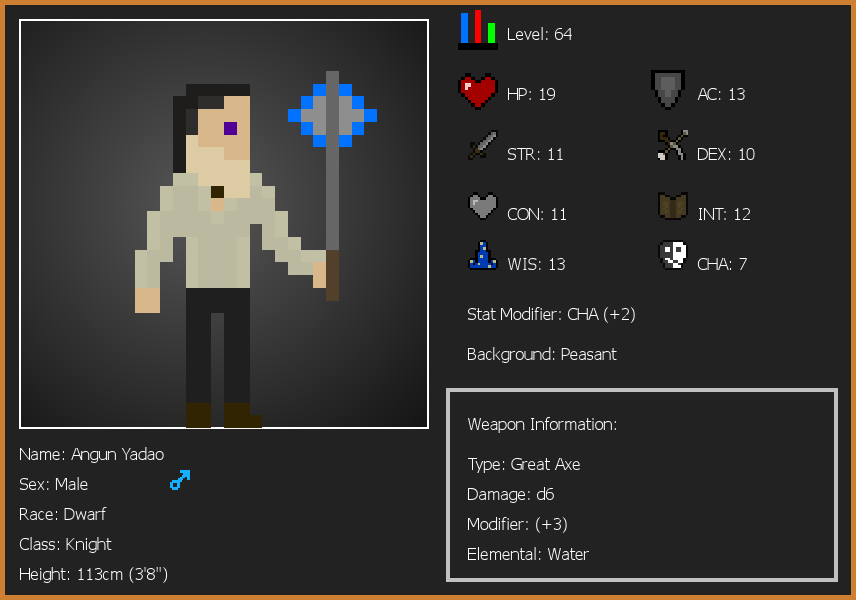 Level: 64
HP: 19
AC: 13
STR: 11
DEX: 10
CON: 11
INT: 12
WIS: 13
CHA: 7
Stat Modifier: CHA (+2)
Background: Peasant
Weapon Information:
Type: Great Axe
Damage: d6
Modifier: (+3)
Elemental: Water
Name: Angun Yadao
Sex: Male
Race: Dwarf
Class: Knight
Height: 113cm (3'8")